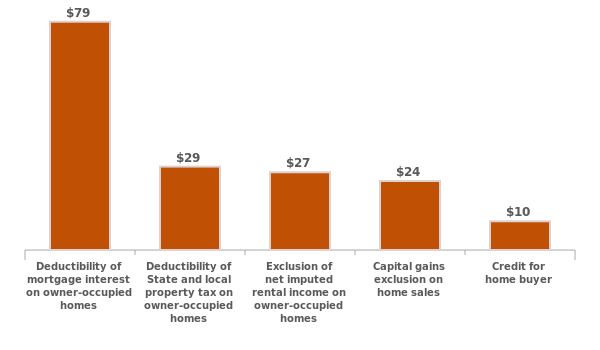 $79
$29
$27
$24
$10
Deductibility of
mortgage interest
on owner-occupied
homes
Deductibility of
State and local
property tax on
owner-occupied
homes
Exclusion of
net imputed
rental income on
owner-occupied
homes
Capital gains
exclusion on
home sales
Credit for
home buyer